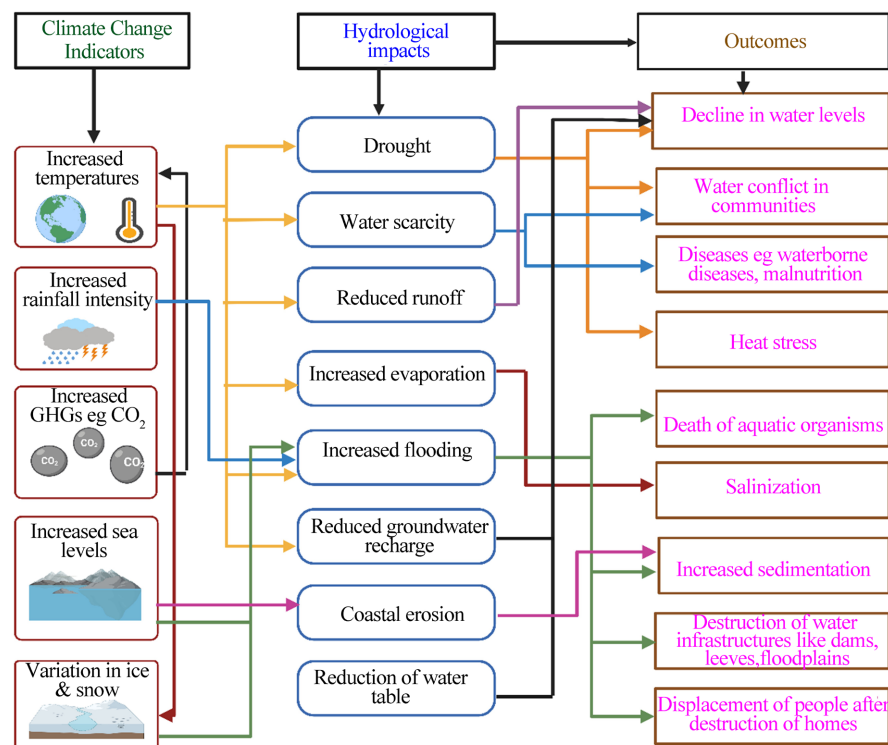 Climate Change
Indicators
Hydrological
impacts
Outcomes
Increased
temperatures
Increased
rainfall intensity
Increased
GHGs eg CO₂
CO₂
CO₂
CO₂
Increased sea
levels
Variation in ice
& snow
Drought
Water scarcity
Reduced runoff
Increased evaporation
Increased flooding
Reduced groundwater
recharge
Coastal erosion
Reduction of water
table
Decline in water levels
Water conflict in
communities
Diseases eg waterborne
diseases, malnutrition
Heat stress
Death of aquatic organisms
Salinization
Increased sedimentation
Destruction of water
infrastructures like dams,
leeves,floodplains
Displacement of people after
destruction of homes